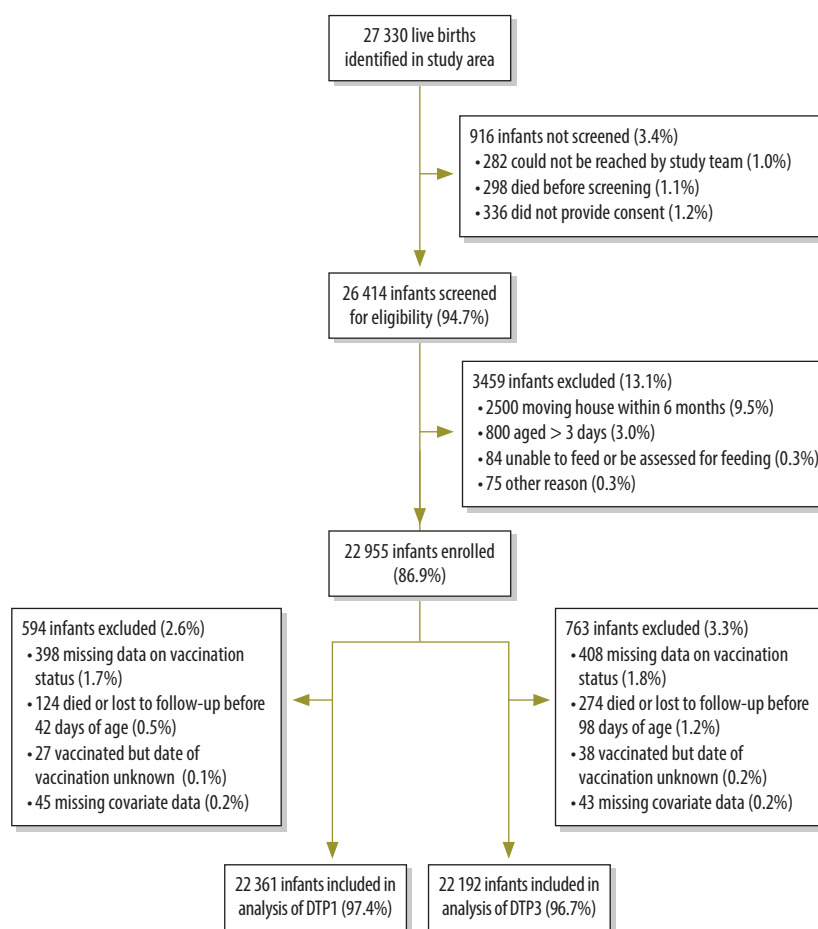 27 330 live births
identified in study area
916 infants not screened (3.4%)
• 282 could not be reached by study team (1.0%)
• 298 died before screening (1.1%)
• 336 did not provide consent (1.2%)
26 414 infants screened
for eligibility (94.7%)
3459 infants excluded (13.1%)
• 2500 moving house within 6 months (9.5%)
• 800 aged > 3 days (3.0%)
• 84 unable to feed or be assessed for feeding (0.3%)
• 75 other reason (0.3%)
22 955 infants enrolled
(86.9%)
594 infants excluded (2.6%)
• 398 missing data on vaccination
status (1.7%)
• 124 died or lost to follow-up before
42 days of age (0.5%)
• 27 vaccinated but date of
vaccination unknown (0.1%)
• 45 missing covariate data (0.2%)
763 infants excluded (3.3%)
• 408 missing data on vaccination
status (1.8%)
• 274 died or lost to follow-up before
98 days of age (1.2%)
• 38 vaccinated but date of
vaccination unknown (0.2%)
• 43 missing covariate data (0.2%)
22 361 infants included in
analysis of DTP1 (97.4%)
22 192 infants included in
analysis of DTP3 (96.7%)